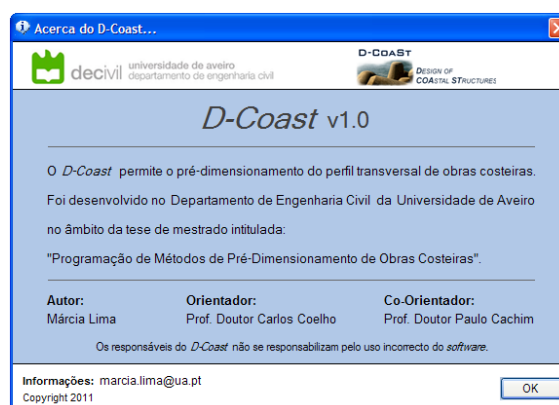 Acerca do D-Coast...
decivil universidade de aveiro
departamento de engenharia civil
D-COAST
DESIGN OF
COASTAL STRUCTURES
D-Coast v1.0
O D-Coast permite o pré-dimensionamento do perfil transversal de obras costeiras.
Foi desenvolvido no Departamento de Engenharia Civil da Universidade de Aveiro
no âmbito da tese de mestrado intitulada:
"Programação de Métodos de Pré-Dimensionamento de Obras Costeiras".
Autor: Orientador: Co-Orientador:
Márcia Lima Prof. Doutor Carlos Coelho Prof. Doutor Paulo Cachim
Os responsáveis do D-Coast não se responsabilizam pelo uso incorrecto do software.
Informações: marcia.lima@ua.pt
Copyright 2011
OK